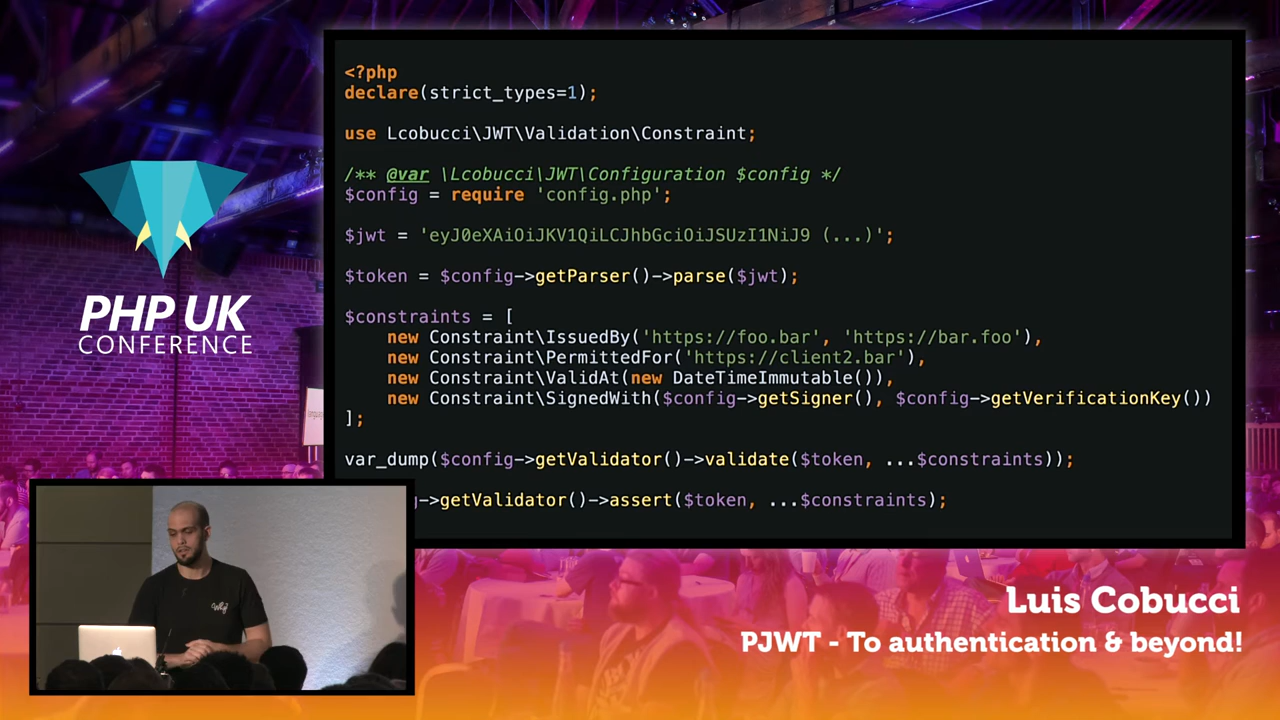 <?php
declare(strict_types=1);
use Lcobucci\JWT\Validation\Constraint;
/** @var \Lcobucci\JWT\Configuration $config */
$config = require 'config.php';
$jwt = 'eyJ0eXAiOiJKV1QiLCJhbGciOiJSUzI1NiJ9 (...)';
$token = $config->getParser()->parse($jwt);
$constraints = [
    new Constraint\IssuedBy('https://foo.bar', 'https://bar.foo'),
    new Constraint\PermittedFor('https://client2.bar'),
    new Constraint\ValidAt(new DateTimeImmutable()),
    new Constraint\SignedWith($config->getSigner(), $config->getVerificationKey())
];
var_dump($config->getValidator()->validate($token, ...$constraints));
g->getValidator()->assert($token, ...$constraints);
PHP UK
CONFERENCE
Luis Cobucci
PJWT - To authentication & beyond!